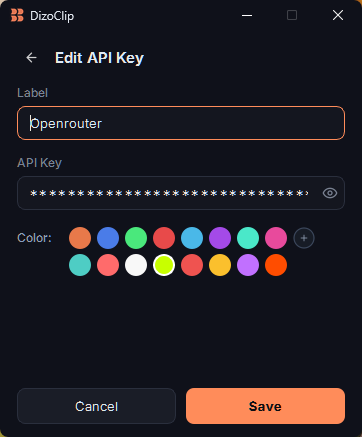 DizoClip
Edit API Key
Label
Openrouter
API Key
******************************
Color:
+
Cancel
Save